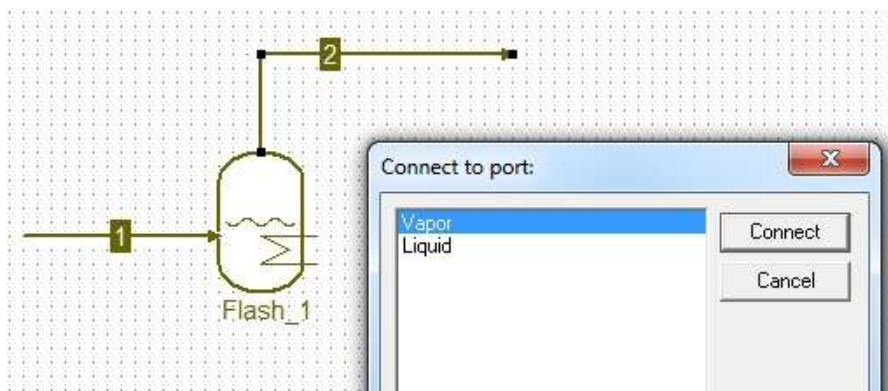 2
1
Flash_1
Connect to port:
Vapor
Liquid
Connect
Cancel